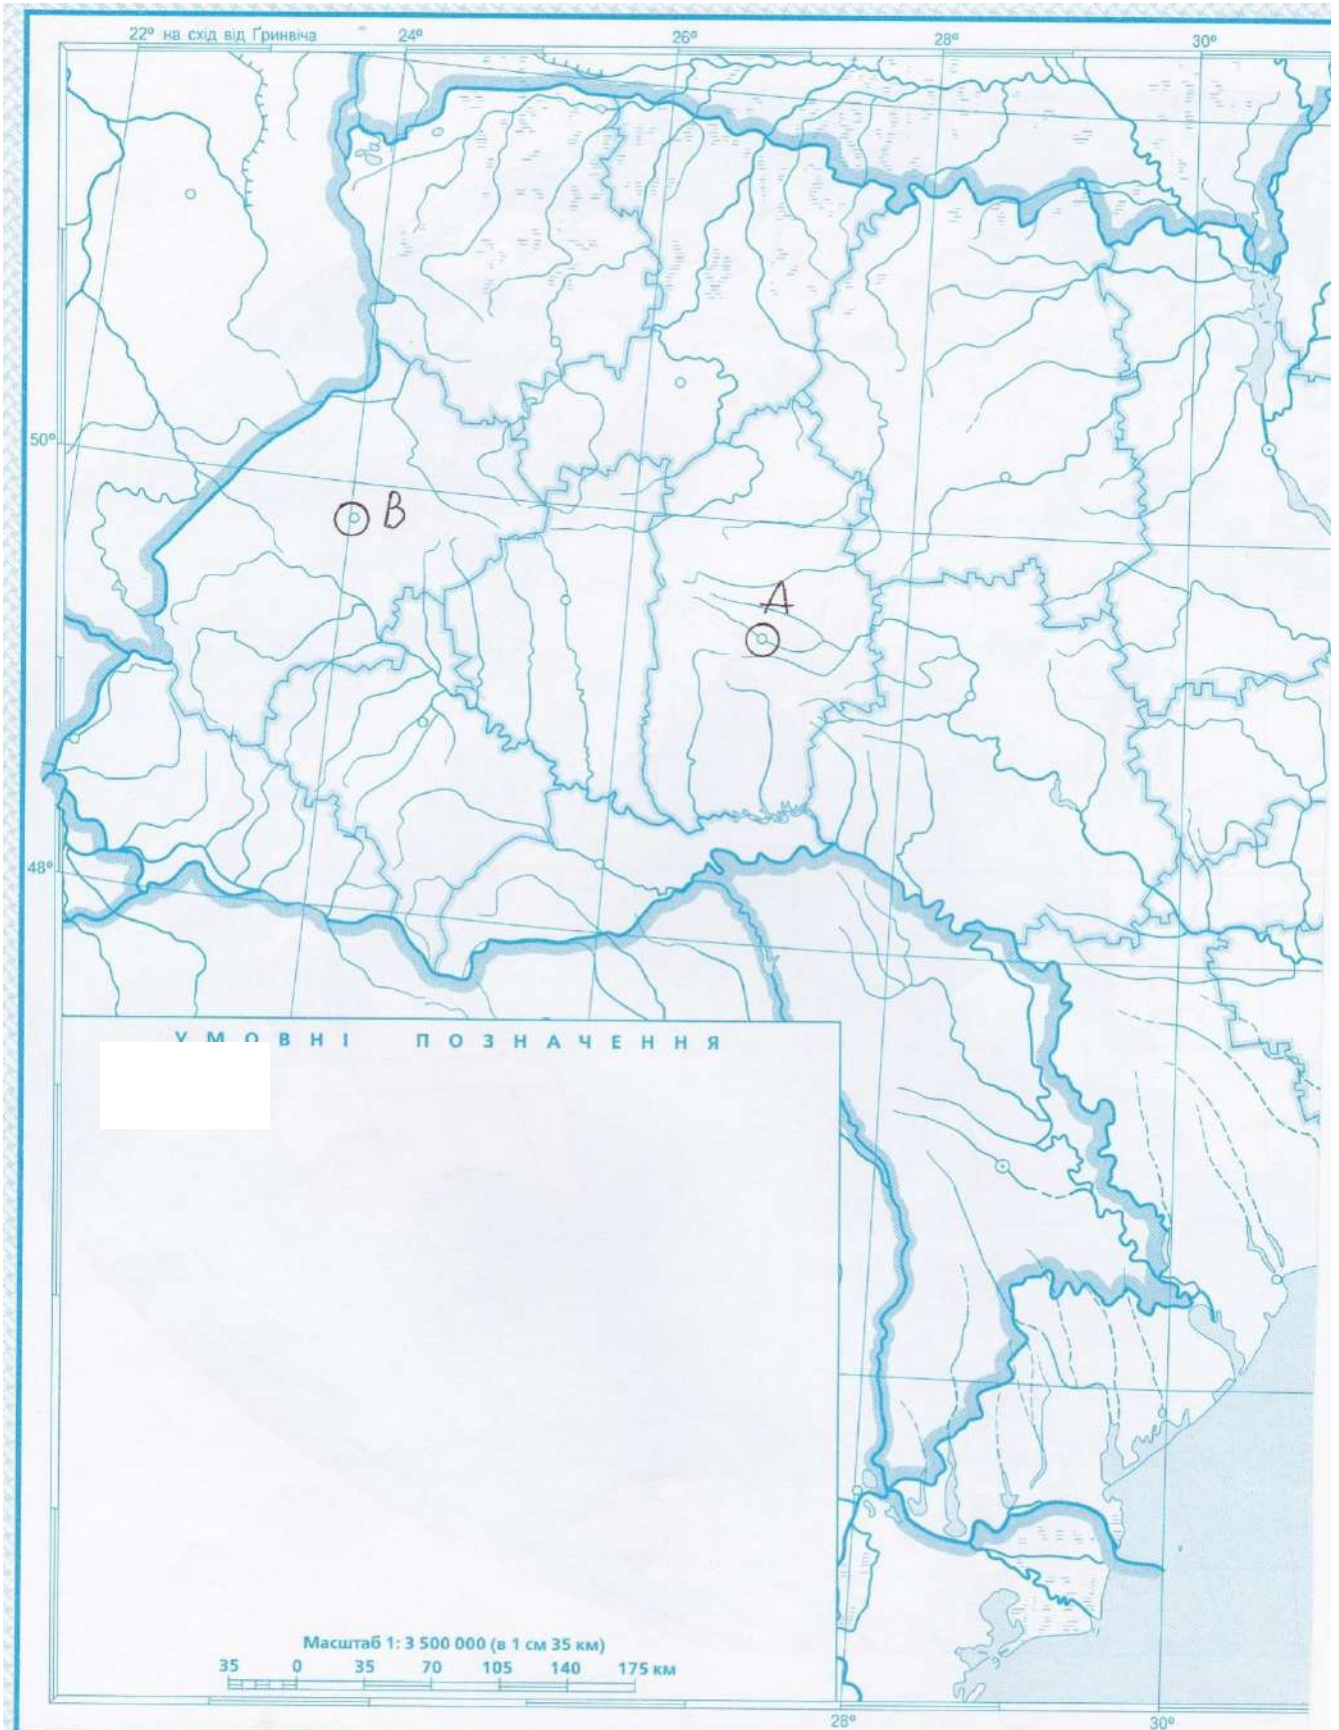 22° на схід від Ґринвіча 24° 26° 28° 30°
50°
B
A
48°
УМОВНІ ПОЗНАЧЕННЯ
Масштаб 1: 3 500 000 (в 1 см 35 км)
35 0 35 70 105 140 175 км
28° 30°